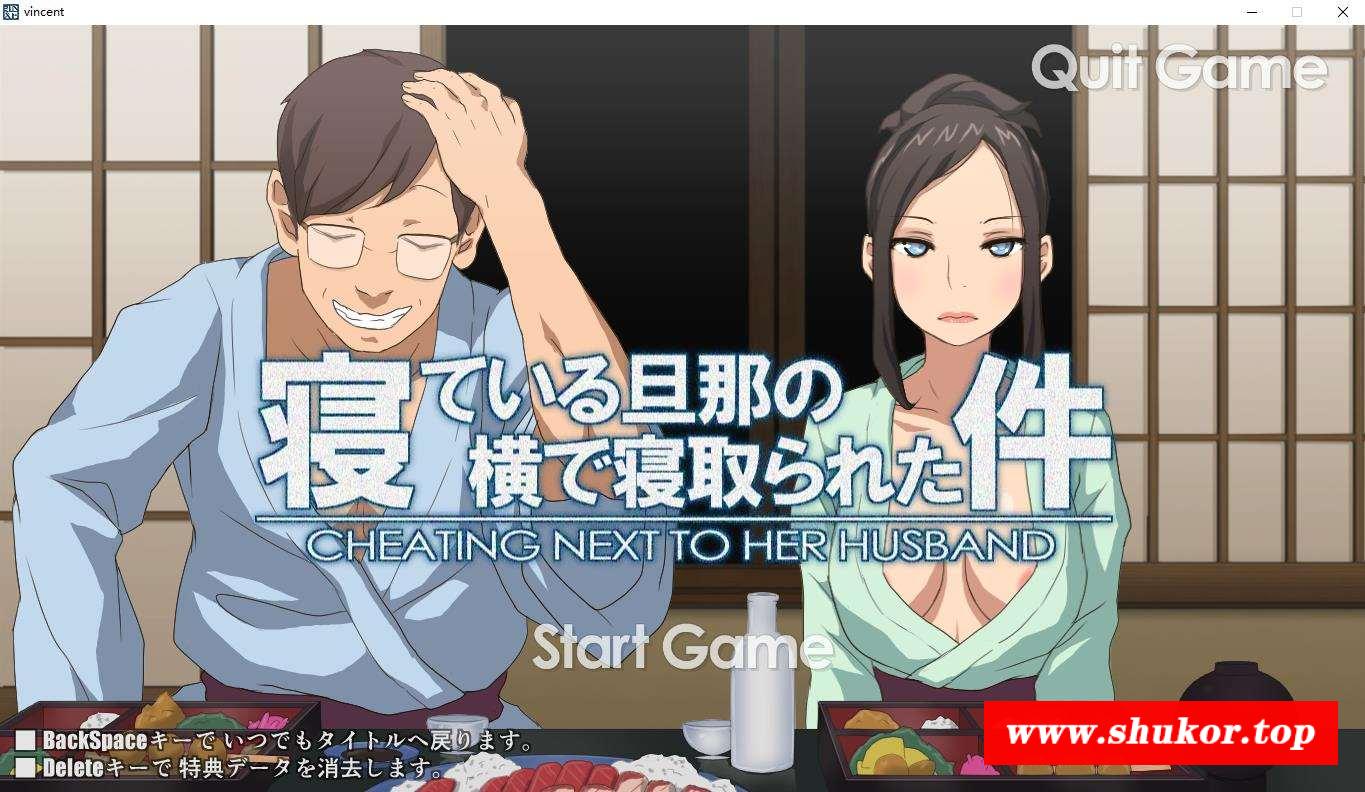 vincent
Quit Game
寝ている旦那の
横で寝取られた件
CHEATING NEXT TO HER HUSBAND
Start Game
BackSpaceキーで いつでもタイトルへ戻ります。
Deleteキーで 特典データを消去します。
www.shukor.top